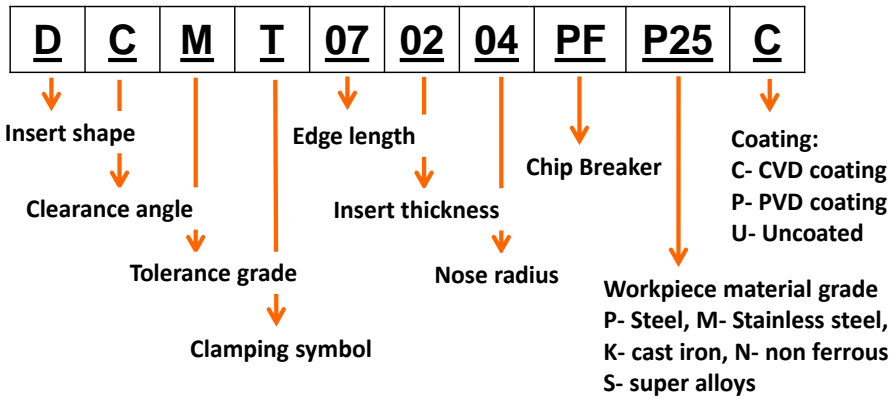 D C M T 07 02 04 PF P25 C
Insert shape
Clearance angle
Tolerance grade
Clamping symbol
Edge length
Insert thickness
Nose radius
Chip Breaker
Workpiece material grade
P- Steel, M- Stainless steel,
K- cast iron, N- non ferrous
S- super alloys
Coating:
C- CVD coating
P- PVD coating
U- Uncoated